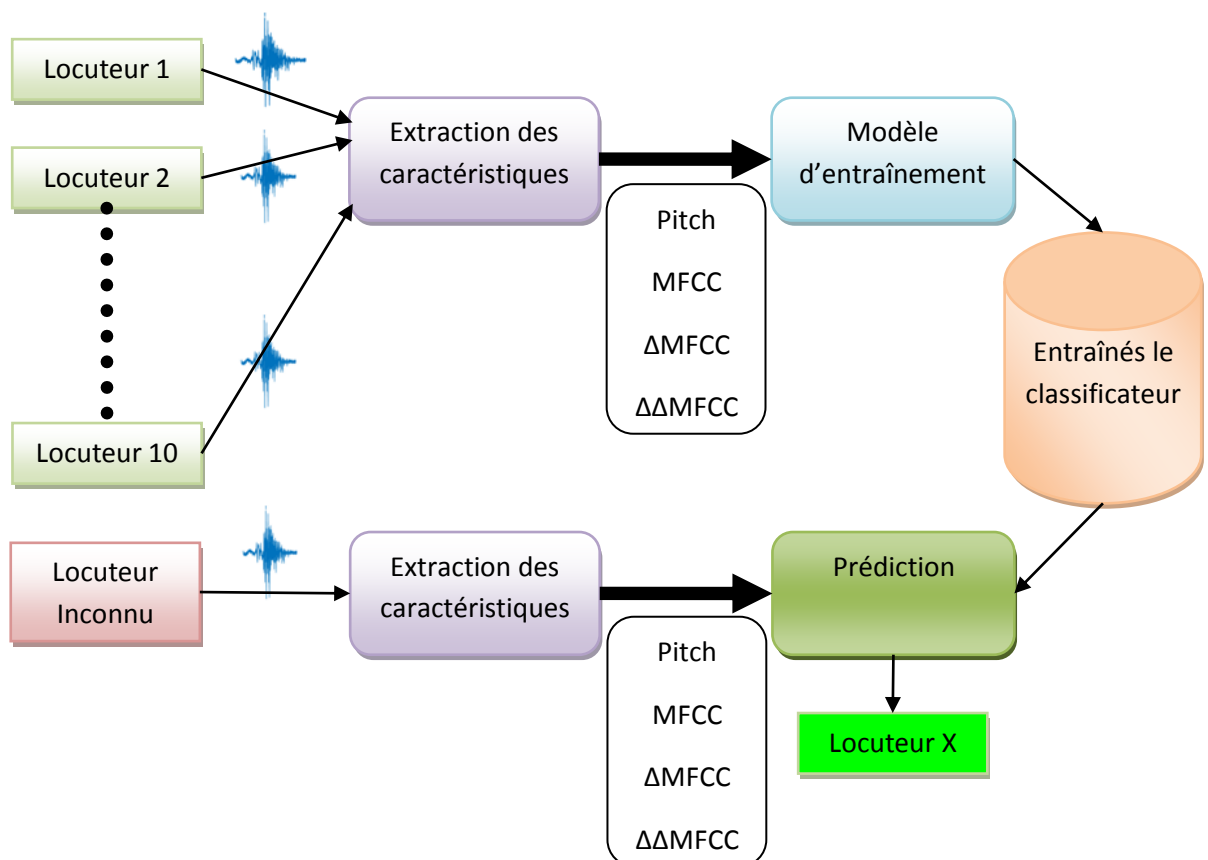 Locuteur 1
Locuteur 2
Locuteur 10
Extraction des
caractéristiques
Pitch
MFCC
ΔMFCC
ΔΔMFCC
Modèle
d’entraînement
Entraînés le
classificateur
Locuteur
Inconnu
Extraction des
caractéristiques
Pitch
MFCC
ΔMFCC
ΔΔMFCC
Prédiction
Locuteur X